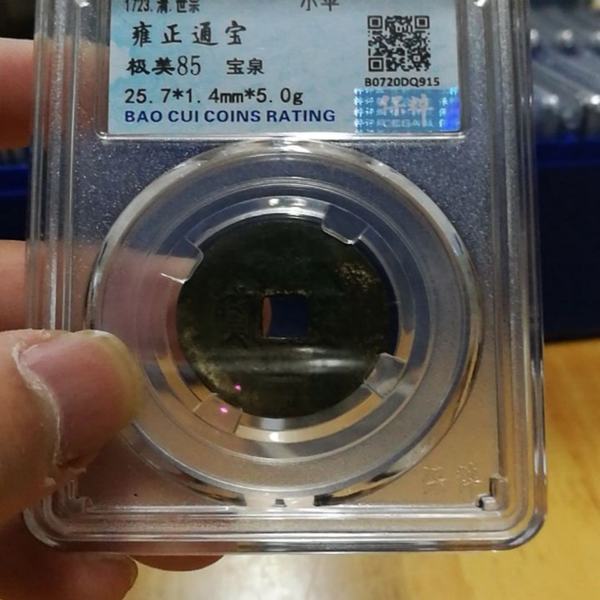 1723.清.世宗 小平
雍正通宝
极美85 宝泉
25.7*1.4mm*5.0g
BAO CUI COINS RATING
B0720DQ915
保粹